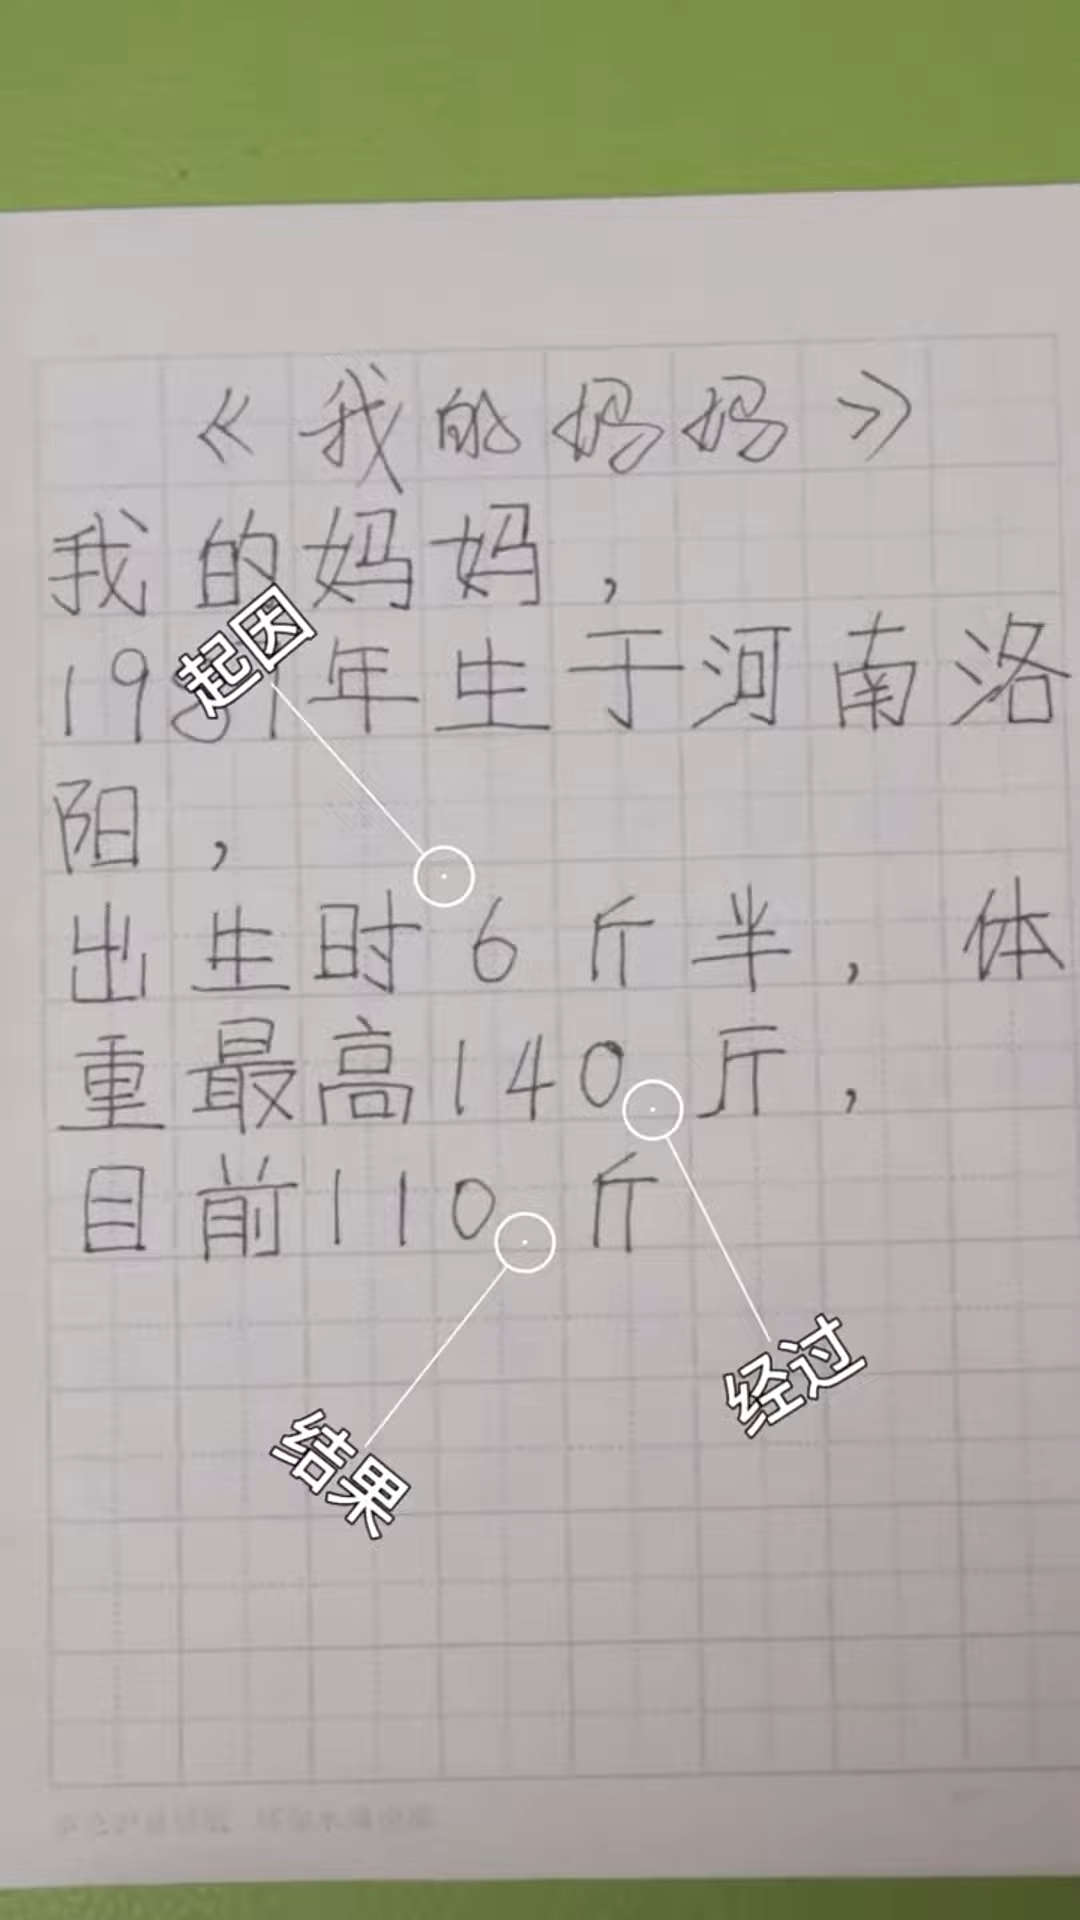 《我的妈妈》
我的妈妈，
起因
19 年生于河南洛
阳，
出生时6斤半，体
重最高140斤，
目前110斤
经过
结果